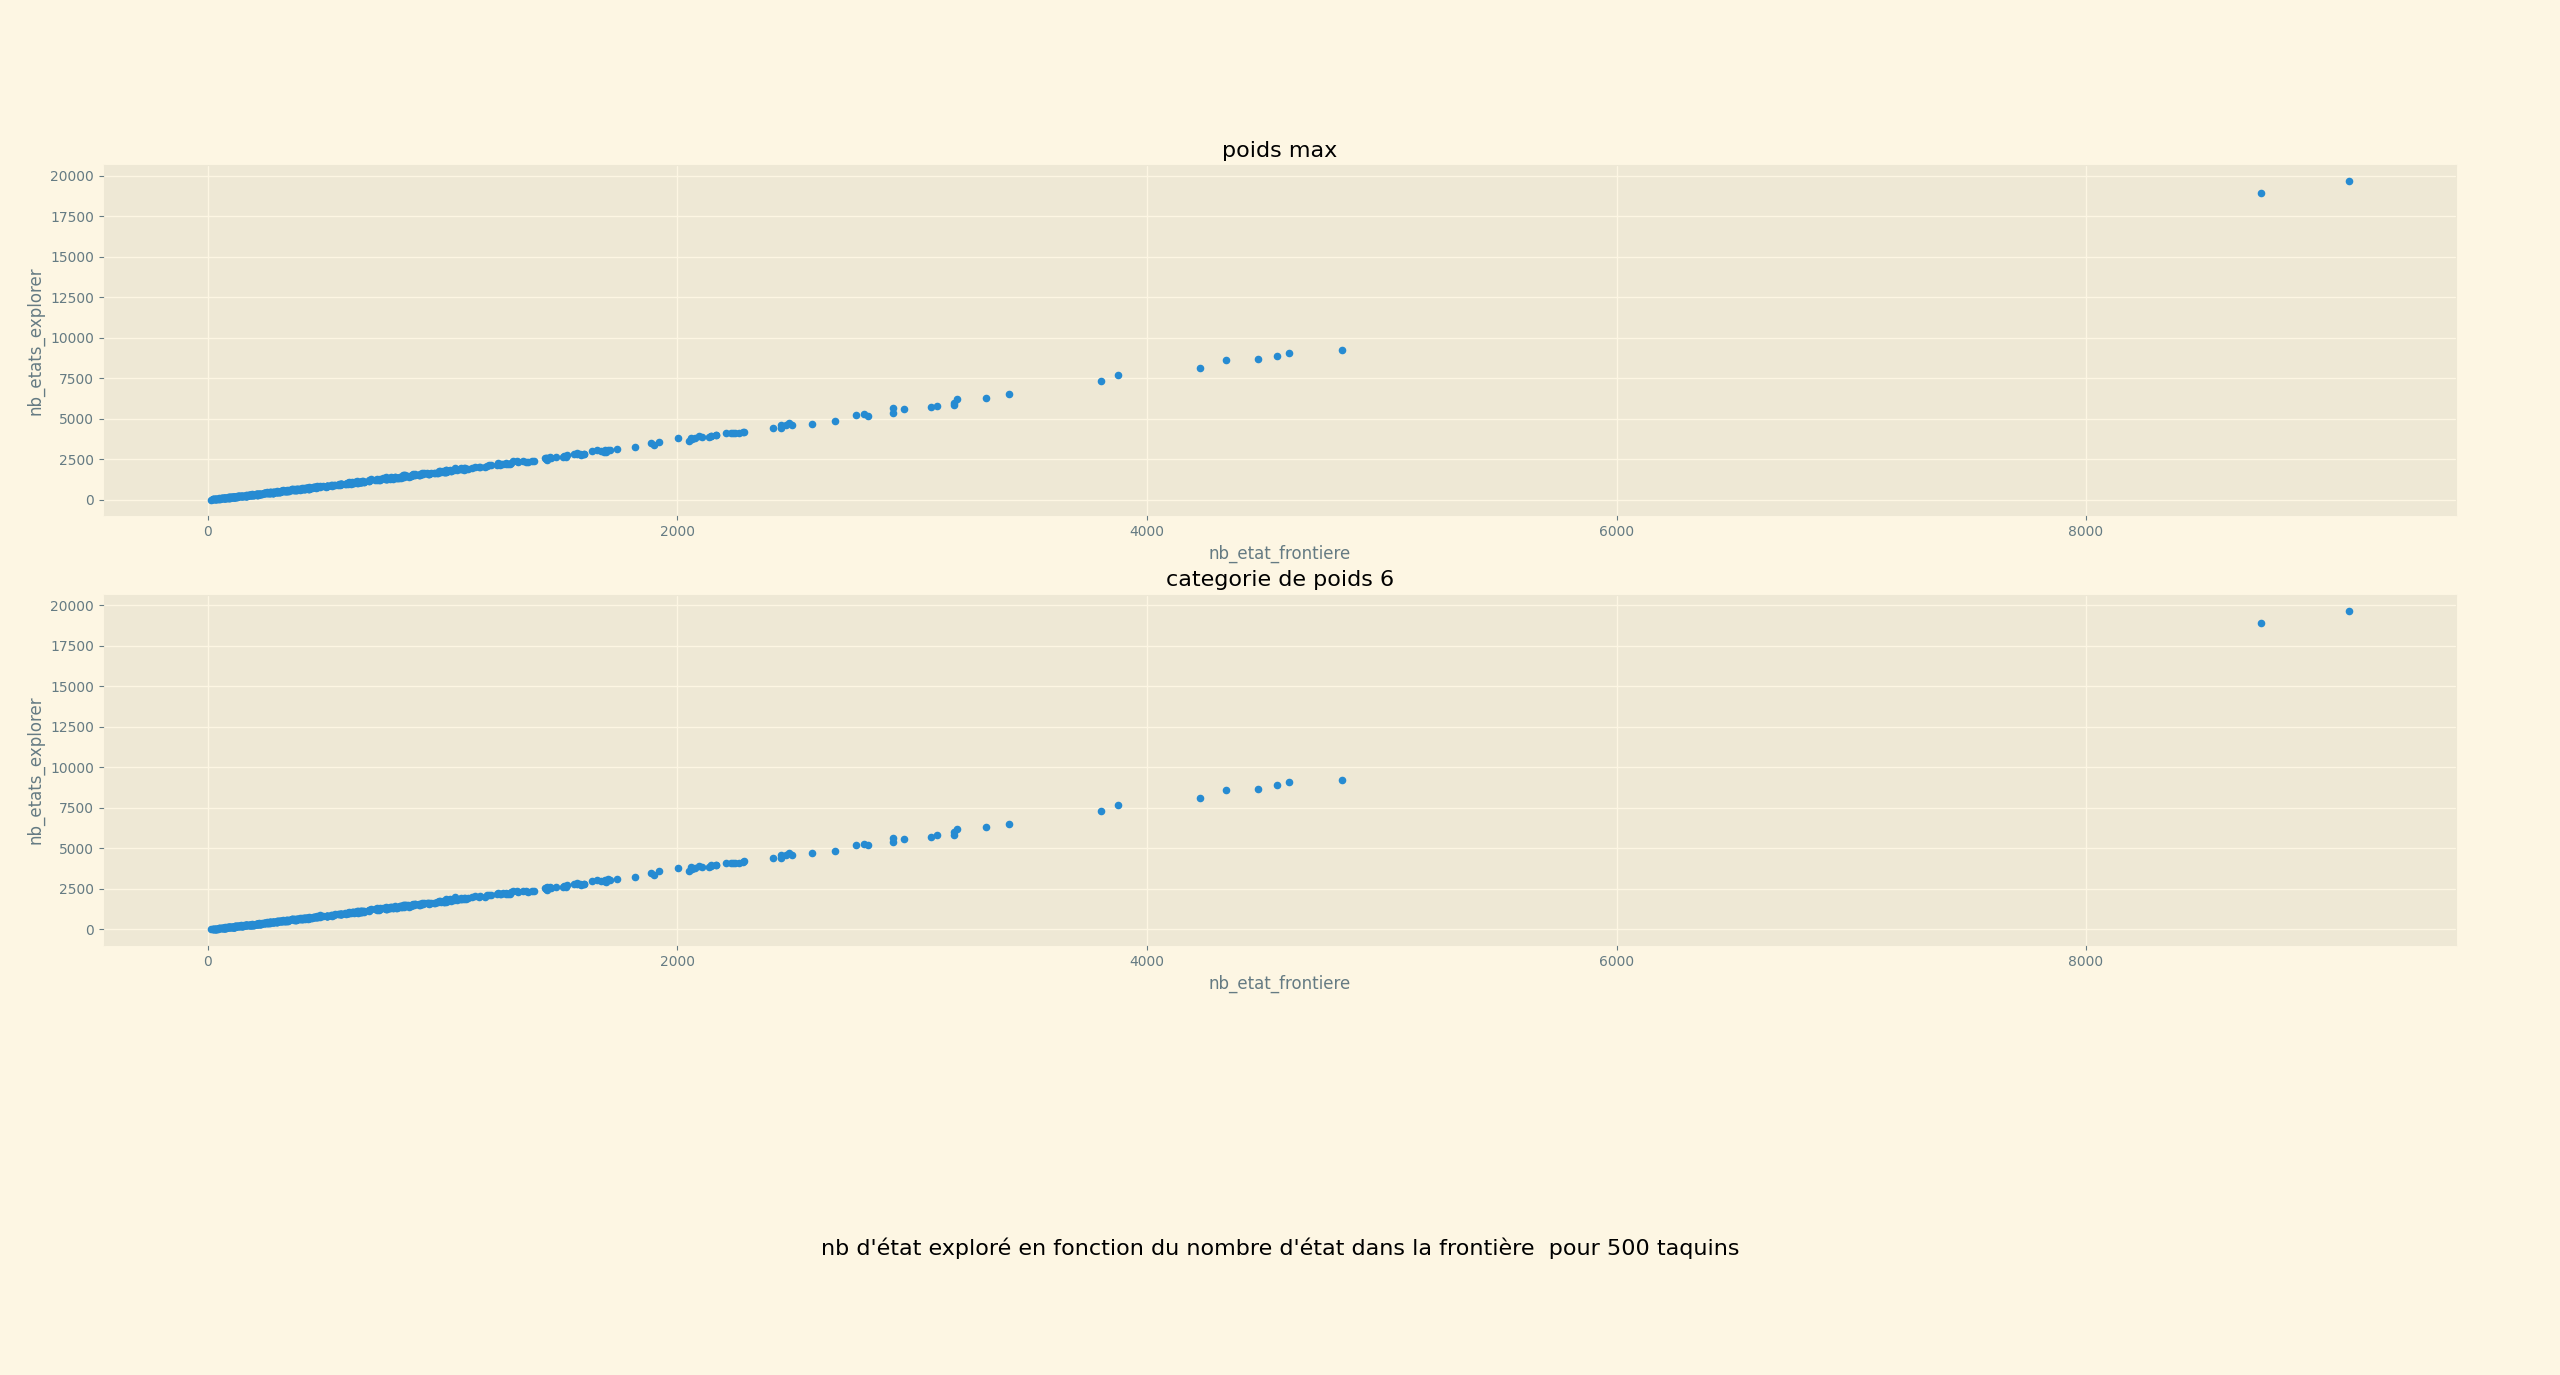 poids max
20000
17500
15000
12500
10000
7500
5000
2500
0
nb_etats_explorer
0 2000 4000 6000 8000
nb_etat_frontiere
categorie de poids 6
20000
17500
15000
12500
10000
7500
5000
2500
0
nb_etats_explorer
0 2000 4000 6000 8000
nb_etat_frontiere
nb d'état exploré en fonction du nombre d'état dans la frontière  pour 500 taquins